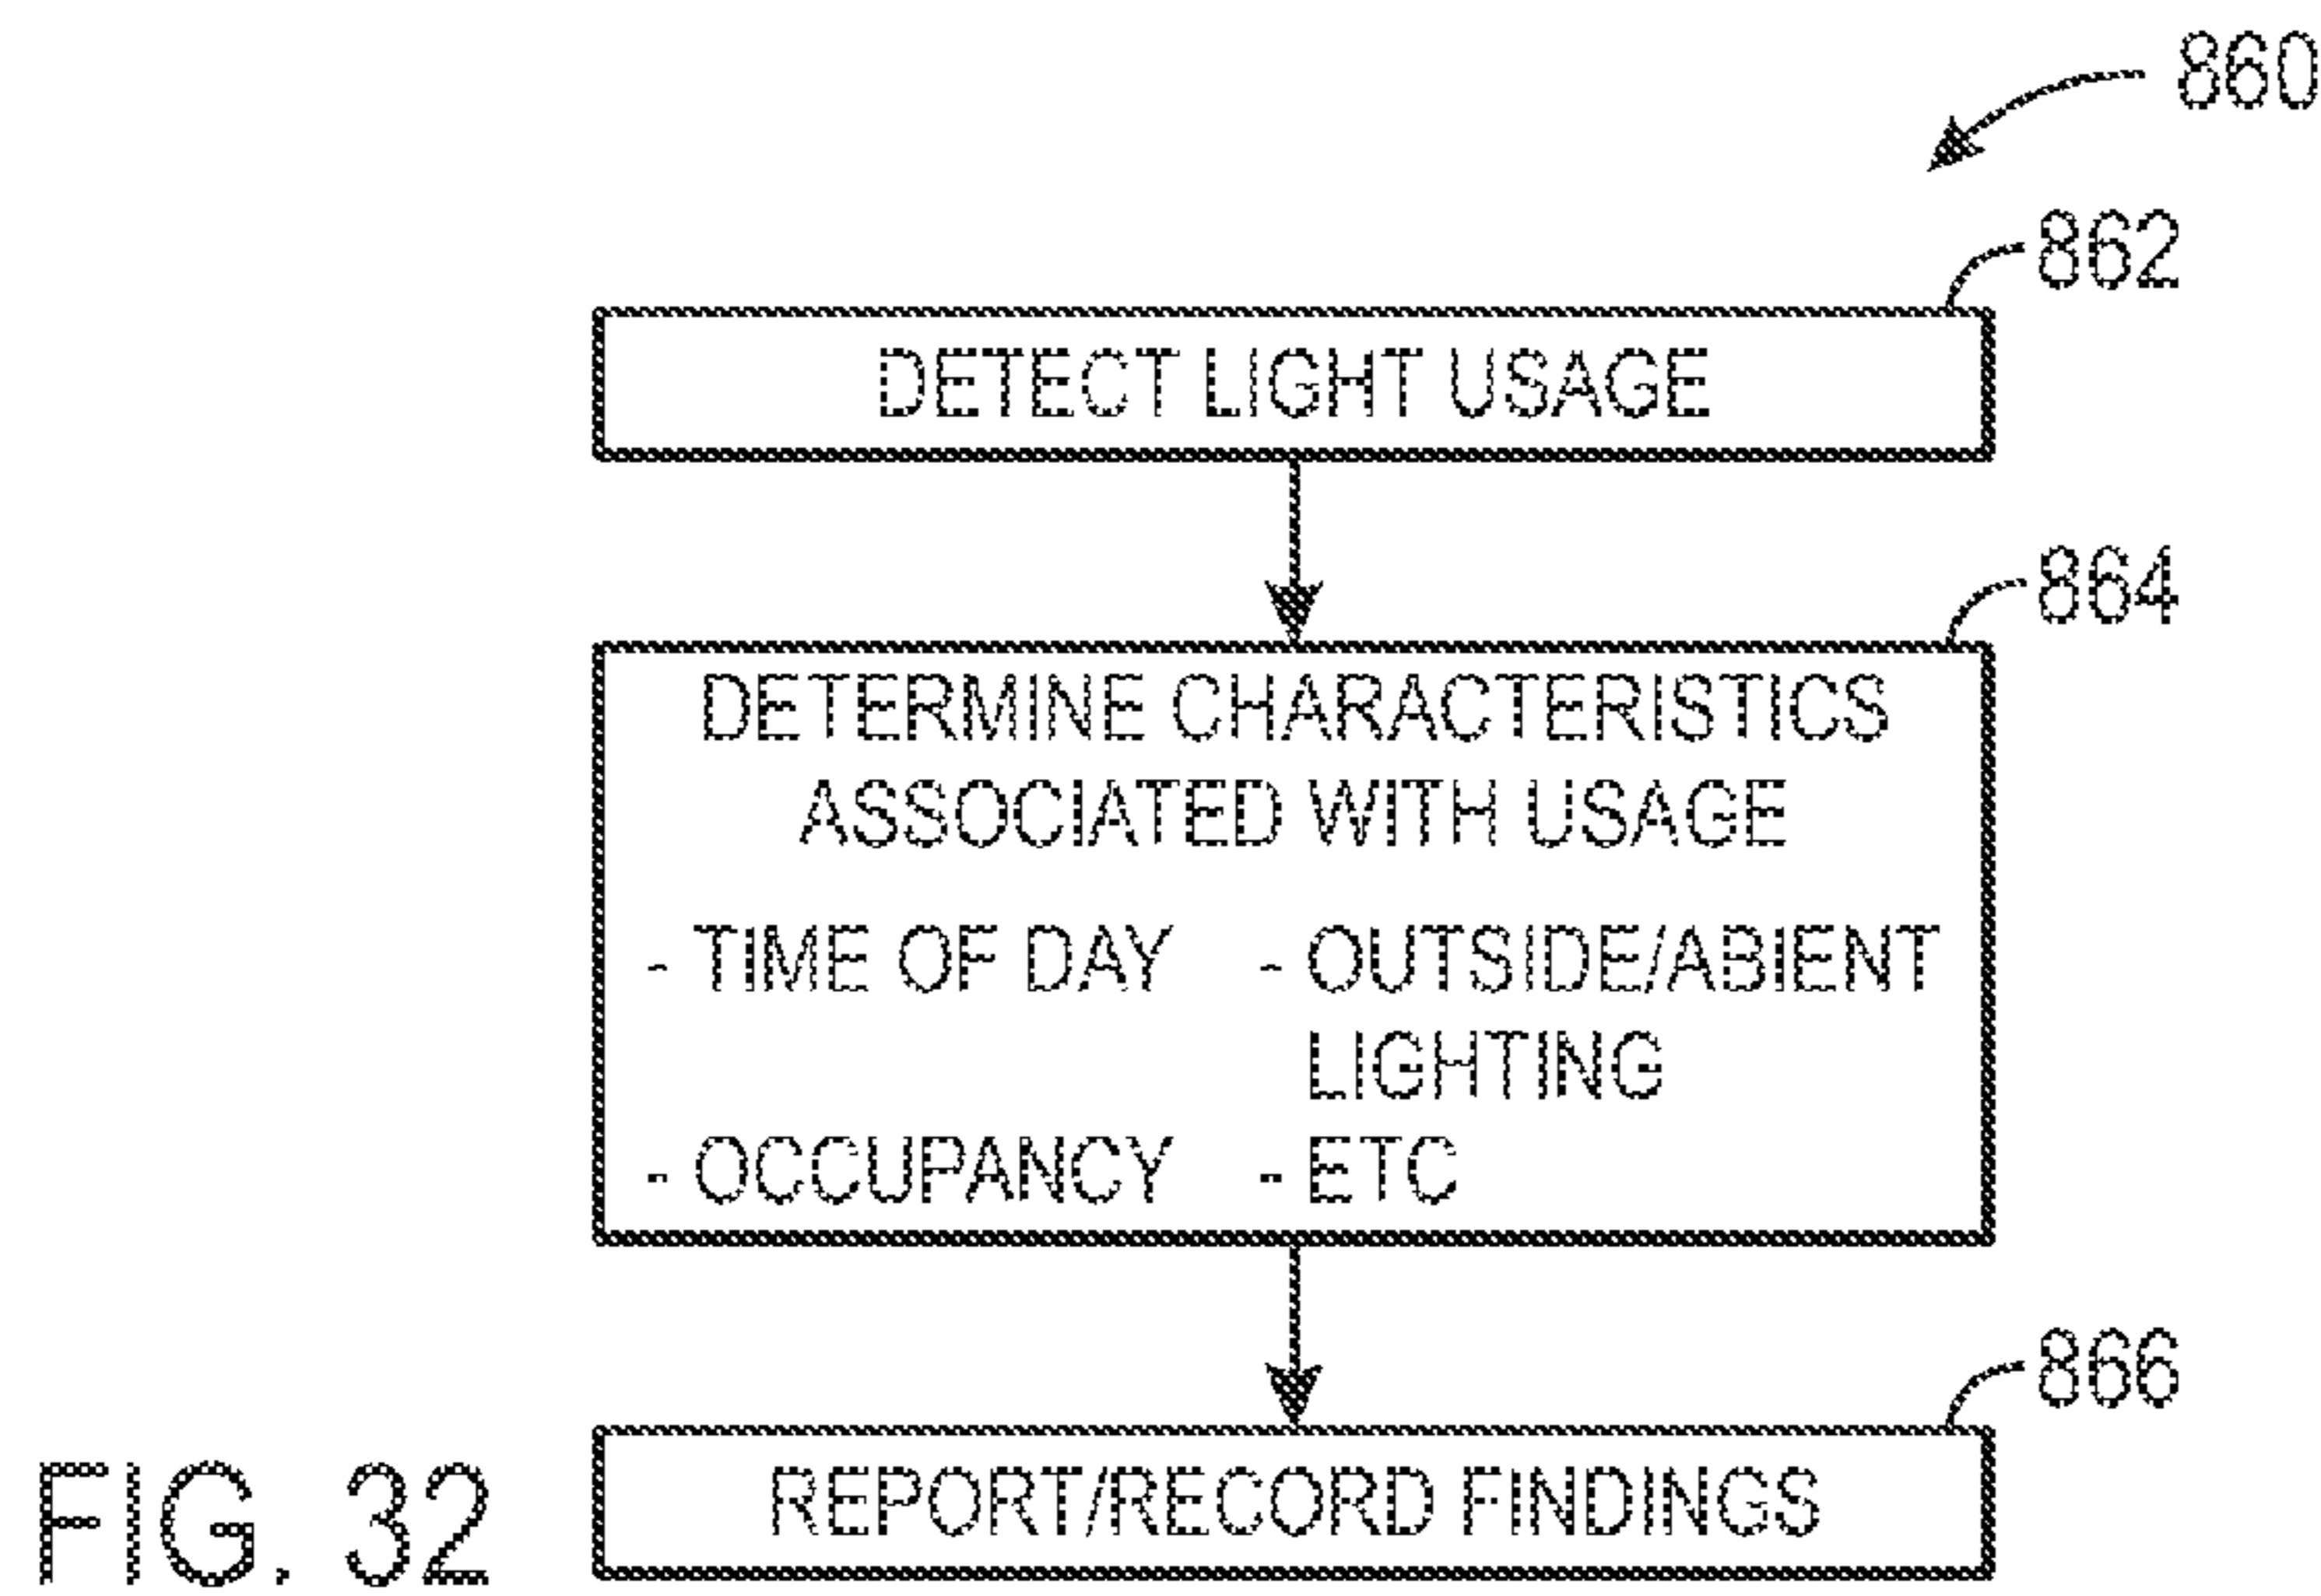 860
862
DETECT LIGHT USAGE
864
DETERMINE CHARACTERISTICS
ASSOCIATED WITH USAGE
- TIME OF DAY - OUTSIDE/ABIENT
LIGHTING
- OCCUPANCY - ETC
866
REPORT/RECORD FINDINGS
FIG. 32